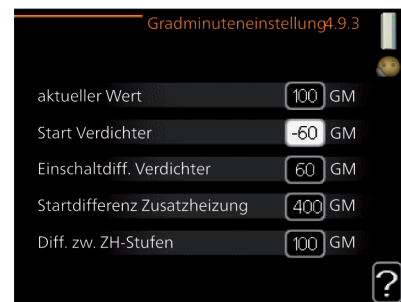 Gradminuteneinstellung4.9.3
aktueller Wert 100 GM
Start Verdichter -60 GM
Einschaltdiff. Verdichter 60 GM
Startdifferenz Zusatzheizung 400 GM
Diff. zw. ZH-Stufen 100 GM
?